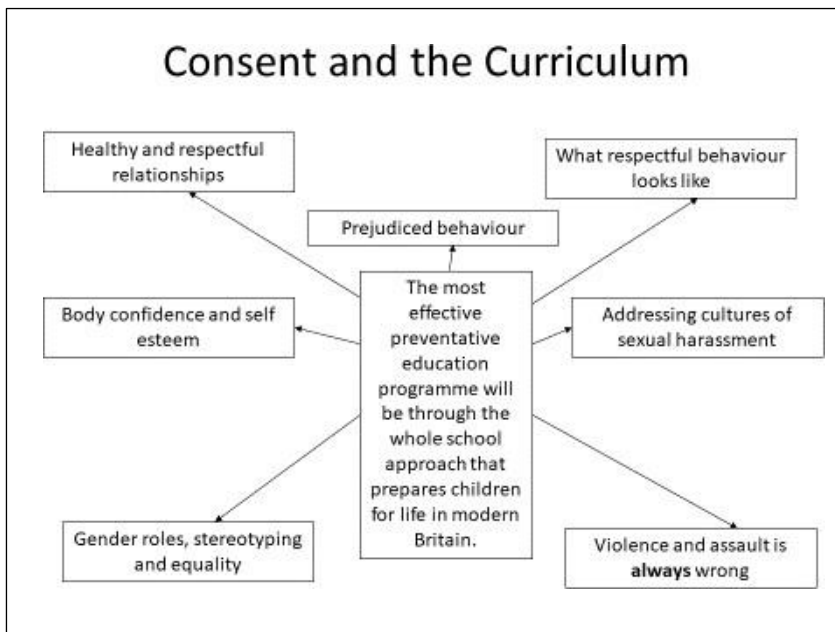 Consent and the Curriculum
Healthy and respectful
relationships
What respectful behaviour
looks like
Prejudiced behaviour
Body confidence and self
esteem
The most
effective
preventative
education
programme will
be through the
whole school
approach that
prepares children
for life in modern
Britain.
Addressing cultures of
sexual harassment
Gender roles, stereotyping
and equality
Violence and assault is
always wrong